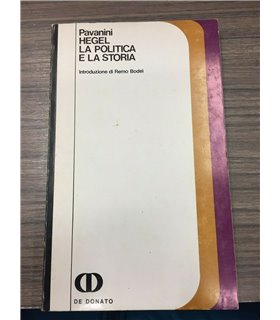 Pavanini
HEGEL
LA POLITICA
E LA STORIA
Introduzione di Remo Bodei
DE DONATO